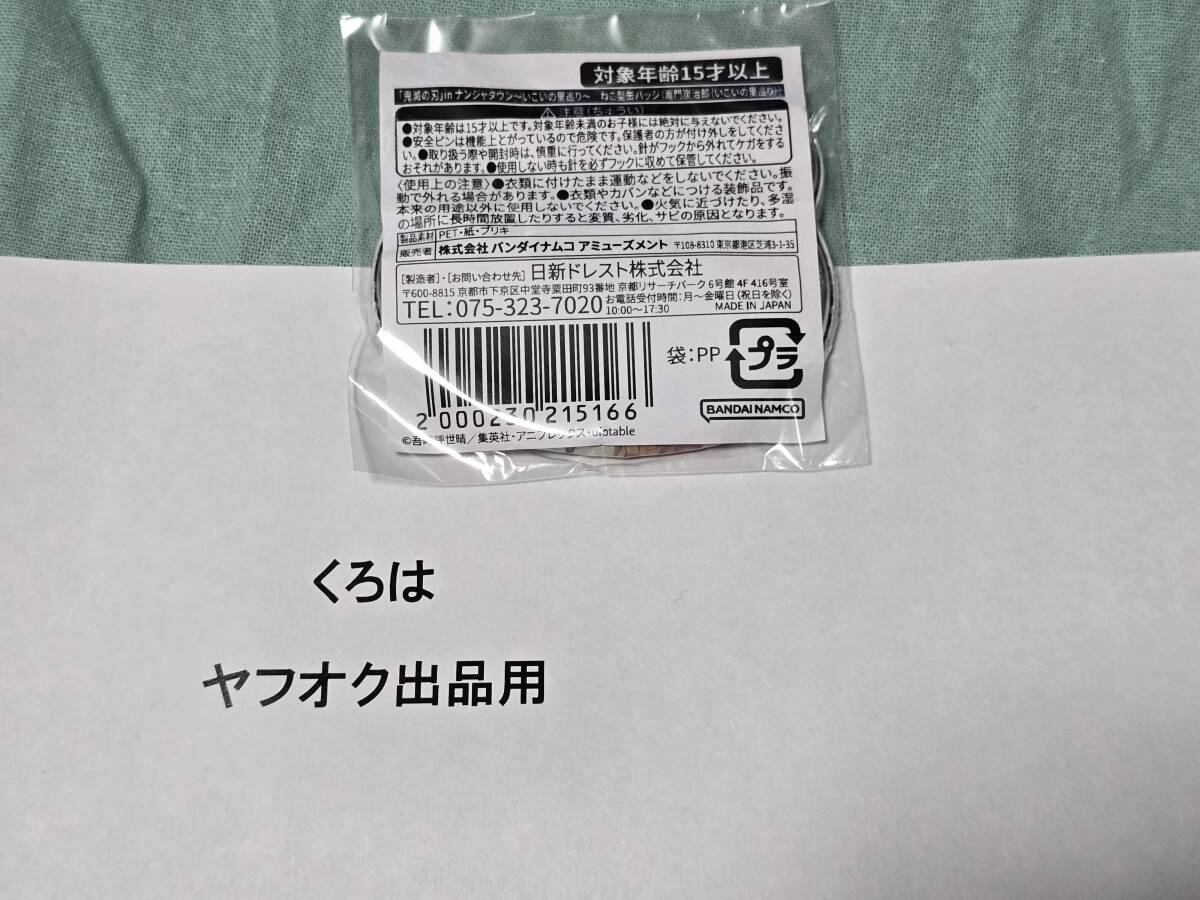 対象年齢15才以上
「鬼滅の刃」in ナンジャタウン～いこいの里巡り～ ねこ型缶バッジ(竈門炭治郎(いこいの里巡り))
⚠ 注意(ちゅうい)
●対象年齢は15才以上です。対象年齢未満のお子様には絶対に与えないでください。
●安全ピンは機能上とがっているので危険です。保護者の方が付け外しをしてくださ
い。●取り扱う際や開封時は、慎重に行ってください。針がフックから外れてケガをする
おそれがあります。●使用しない時も針を必ずフックに収めて保管してください。
〈使用上の注意〉●衣類に付けたまま運動などをしないでください。振
動で外れる場合があります。●衣類やカバンなどにつける装飾品です。
本来の用途以外に使用しないでください。●火気に近づけたり、多湿
の場所に長時間放置したりすると変質、劣化、サビの原因となります。
製品素材 PET・紙・ブリキ
販売者 株式会社 バンダイナムコ アミューズメント 〒108-8310 東京都港区芝浦3-1-35
[製造者]・[お問い合わせ先] 日新ドレスト株式会社
〒600-8815 京都市下京区中堂寺粟田町93番地 京都リサーチパーク 6号館 4F 416号室
TEL:075-323-7020 お電話受付時間:月～金曜日(祝日を除く) 10:00～17:30 MADE IN JAPAN
袋:PP プラ
2 000230 215166
BANDAI NAMCO
©吾峠呼世晴／集英社・アニプレックス・ufotable
くろは
ヤフオク出品用